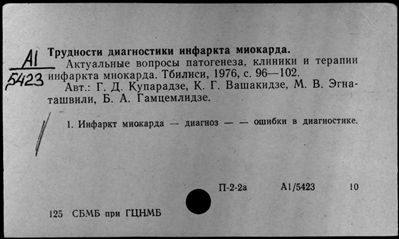 Трудности диагностики инфаркта миокарда.
А1
5423
Актуальные вопросы патогенеза, клиники и терапии
инфаркта миокарда. Тбилиси, 1976, с. 96—102.
Авт.: Г. Д. Купарадзе, К. Г. Вашакидзе, М. В. Эгна-
ташвили, Б. А. Гамцемлидзе.
1. Инфаркт миокарда — диагноз — — ошибки в диагностике.
П-2-2а А1/5423 10
125 СБМБ при ГЦНМБ